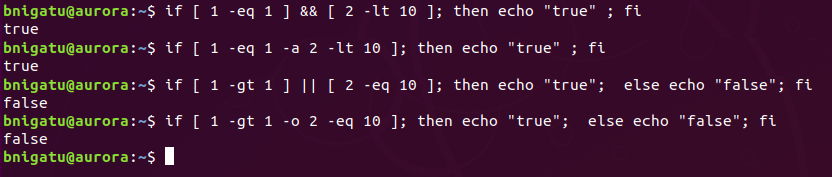 bnigatu@aurora:~$ if [ 1 -eq 1 ] && [ 2 -lt 10 ]; then echo "true" ; fi
true
bnigatu@aurora:~$ if [ 1 -eq 1 -a 2 -lt 10 ]; then echo "true" ; fi
true
bnigatu@aurora:~$ if [ 1 -gt 1 ] || [ 2 -eq 10 ]; then echo "true";  else echo "false"; fi
false
bnigatu@aurora:~$ if [ 1 -gt 1 -o 2 -eq 10 ]; then echo "true";  else echo "false"; fi
false
bnigatu@aurora:~$